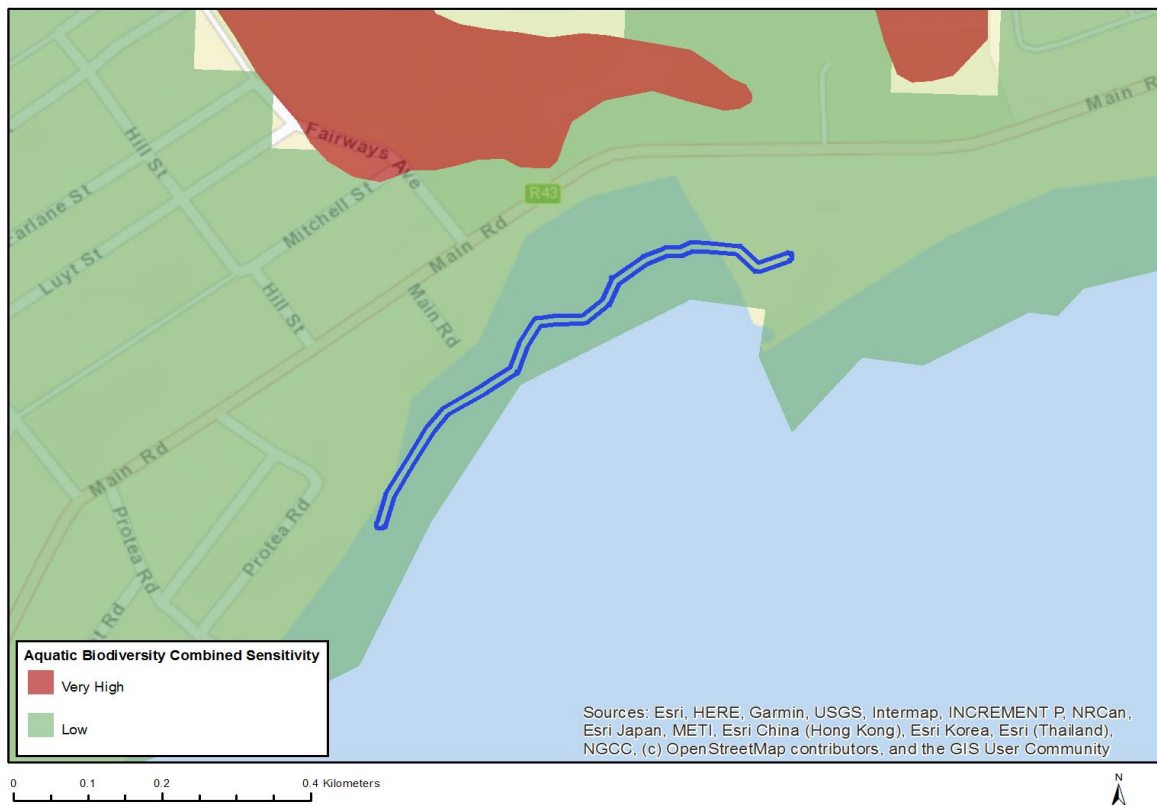 Main R
Hill St
Fairways Ave
Farlane St
Mitchell St
R43
Luyt St
Main Rd
Hill St
Main Rd
Main Rd
Protea Rd
Protea Rd
Rd
Aquatic Biodiversity Combined Sensitivity
Very High
Low
Sources: Esri, HERE, Garmin, USGS, Intermap, INCREMENT P, NRCan,
Esri Japan, METI, Esri China (Hong Kong), Esri Korea, Esri (Thailand),
NGCC, (c) OpenStreetMap contributors, and the GIS User Community
0 0.1 0.2 0.4 Kilometers
N